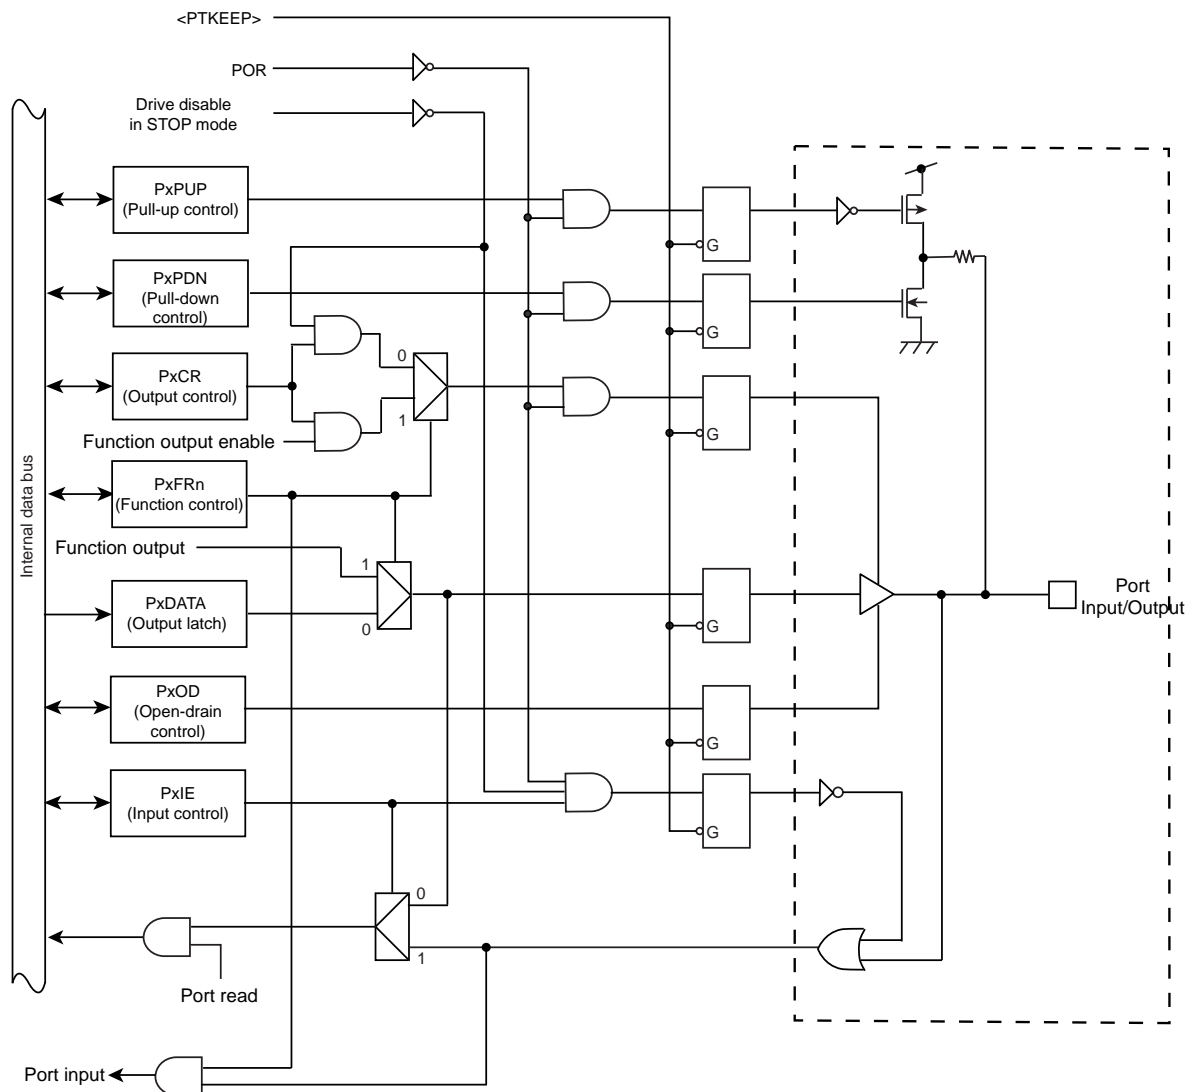 <PTKEEP>
POR
Drive disable
in STOP mode
PxPUP
(Pull-up control)
G
PxPDN
(Pull-down
control)
G
PxCR
(Output control)
0
1
G
Function output enable
PxFRn
(Function control)
Internal data bus
Function output
1
0
PxDATA
(Output latch)
G
Port
Input/Output
PxOD
(Open-drain
control)
G
PxIE
(Input control)
G
0
1
Port read
Port input